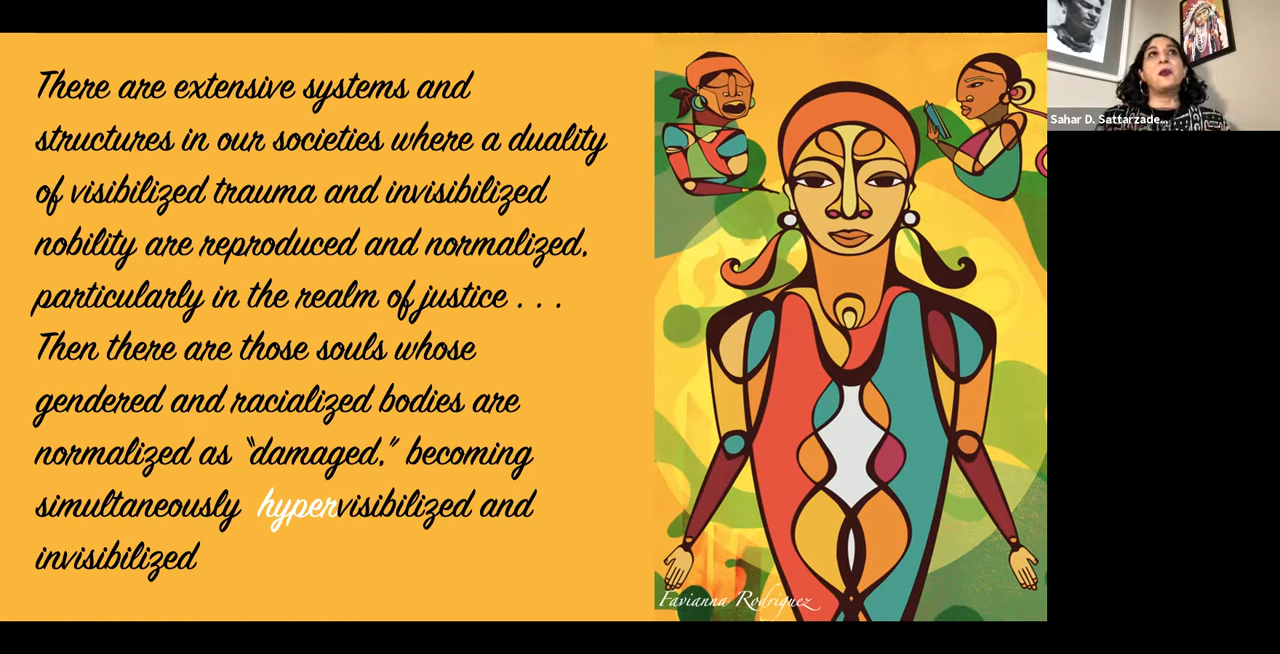 There are extensive systems and
structures in our societies where a duality
of visibilized trauma and invisibilized
nobility are reproduced and normalized,
particularly in the realm of justice . . .
Then there are those souls whose
gendered and racialized bodies are
normalized as “damaged,” becoming
simultaneously hypervisibilized and
invisibilized
Favianna Rodriguez
Sahar D. Sattarzade...